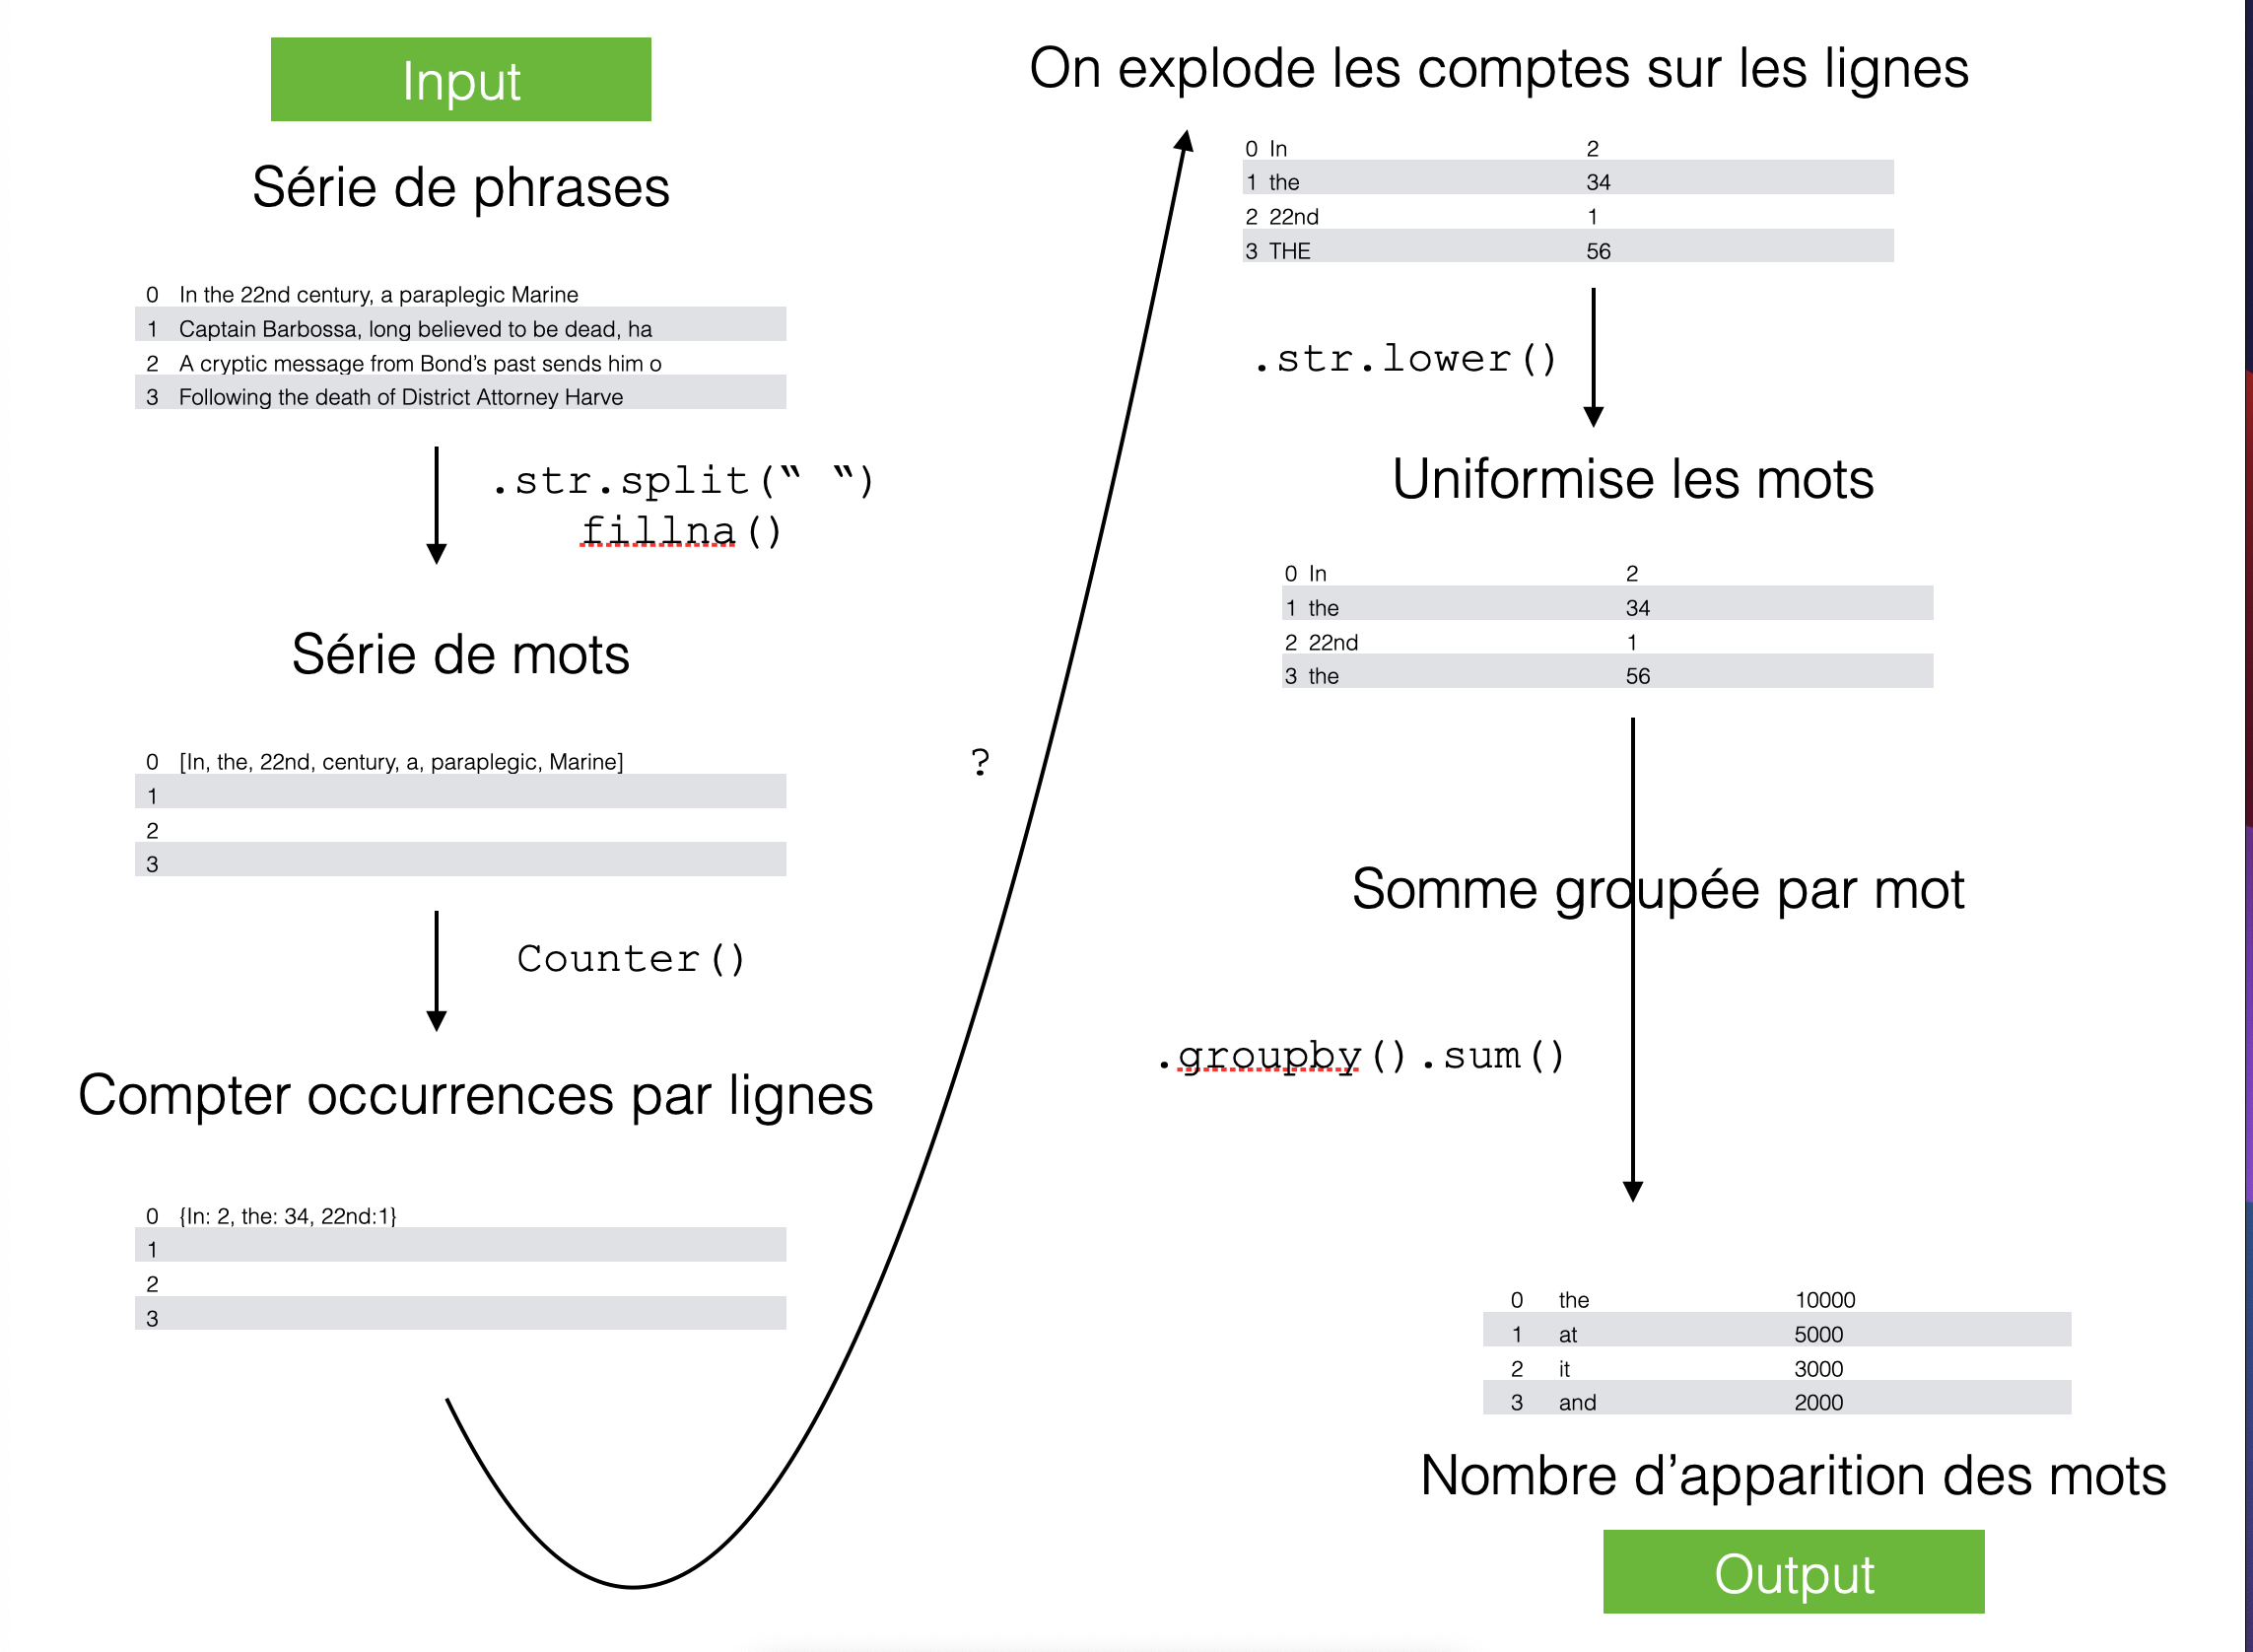 Input
Série de phrases
0 In the 22nd century, a paraplegic Marine
1 Captain Barbossa, long believed to be dead, ha
2 A cryptic message from Bond’s past sends him o
3 Following the death of District Attorney Harve
.str.split(“ “)
fillna()
Série de mots
0 [In, the, 22nd, century, a, paraplegic, Marine]
1
2
3
Counter()
Compter occurrences par lignes
0 {In: 2, the: 34, 22nd:1}
1
2
3
?
On explode les comptes sur les lignes
0 In 2
1 the 34
2 22nd 1
3 THE 56
.str.lower()
Uniformise les mots
0 In 2
1 the 34
2 22nd 1
3 the 56
Somme groupée par mot
.groupby().sum()
0 the 10000
1 at 5000
2 it 3000
3 and 2000
Nombre d’apparition des mots
Output